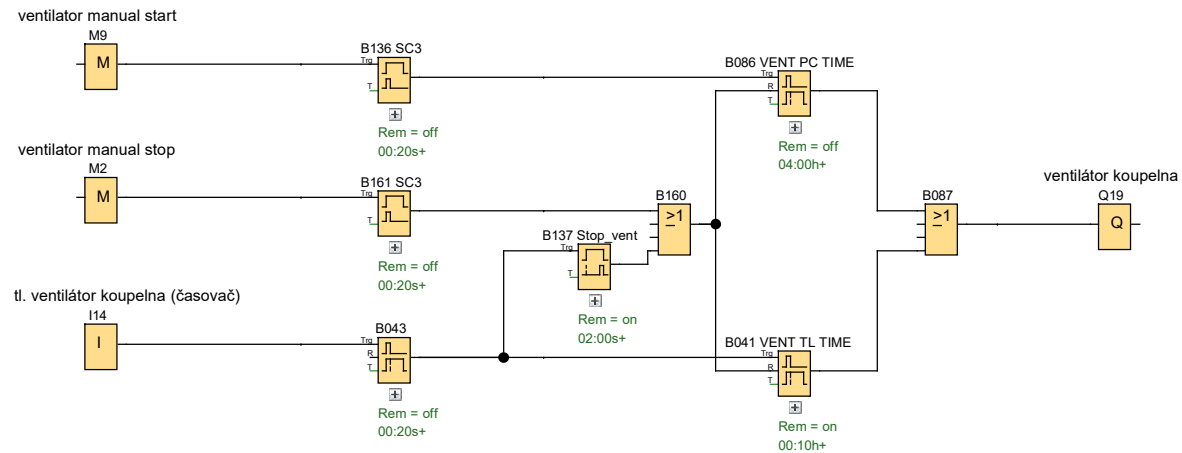 ventilator manual start
M9
M
B136 SC3
Trg
T
Rem = off
00:20s+
B086 VENT PC TIME
Trg
R
T
Rem = off
04:00h+
ventilator manual stop
M2
M
B161 SC3
Trg
T
Rem = off
00:20s+
B160
>1
B137 Stop_vent
Trg
T
Rem = on
02:00s+
B087
>1
ventilátor koupelna
Q19
Q
tl. ventilátor koupelna (časovač)
I14
I
B043
Trg
R
T
Rem = off
00:20s+
B041 VENT TL TIME
Trg
R
T
Rem = on
00:10h+